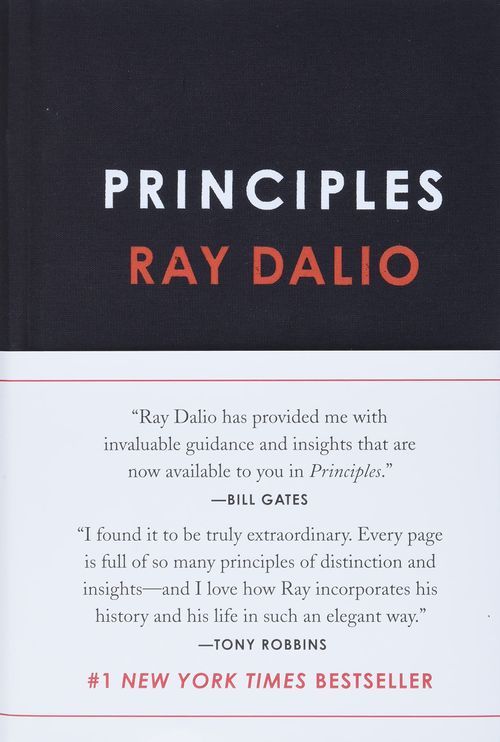 PRINCIPLES
RAY DALIO
“Ray Dalio has provided me with
invaluable guidance and insights that are
now available to you in Principles.”
—BILL GATES
“I found it to be truly extraordinary. Every page
is full of so many principles of distinction and
insights—and I love how Ray incorporates his
history and his life in such an elegant way.”
—TONY ROBBINS
#1 NEW YORK TIMES BESTSELLER